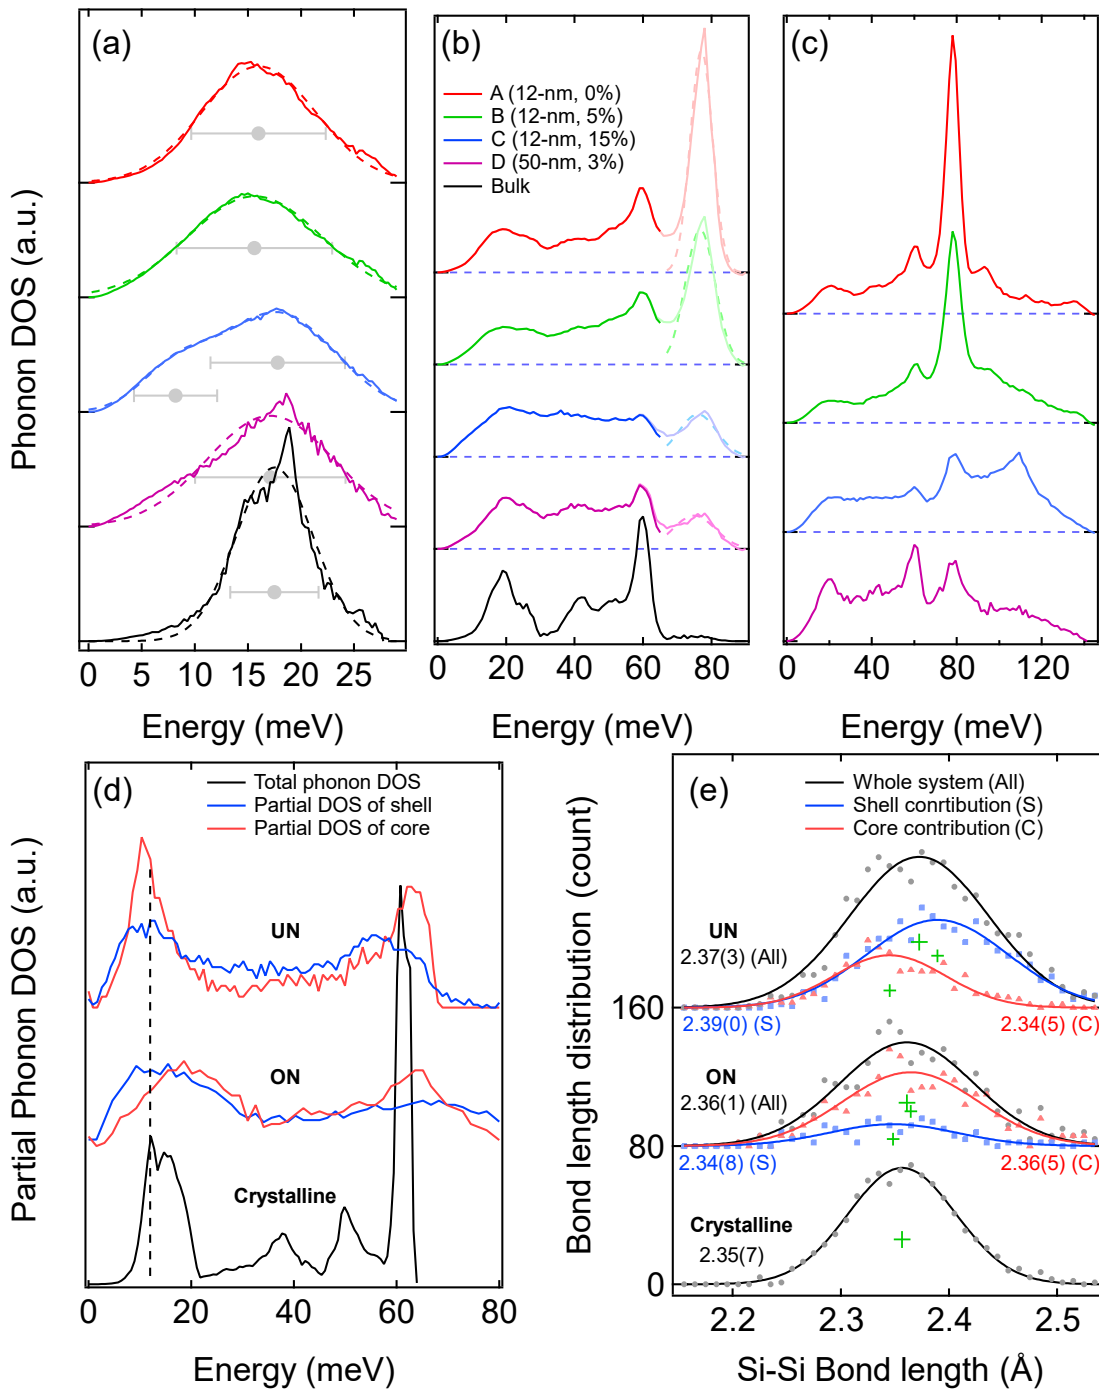 (a)
(b)
(c)
A (12-nm, 0%)
B (12-nm, 5%)
C (12-nm, 15%)
D (50-nm, 3%)
Bulk
Phonon DOS (a.u.)
0 5 10 15 20 25
0 20 40 60 80
0 40 80 120
Energy (meV)
Energy (meV)
Energy (meV)
(d)
Total phonon DOS
Partial DOS of shell
Partial DOS of core
UN
ON
Crystalline
Partial Phonon DOS (a.u.)
0 20 40 60 80
Energy (meV)
(e)
Whole system (All)
Shell conrtibution (S)
Core contribution (C)
UN
2.37(3) (All)
2.39(0) (S)
2.34(5) (C)
ON
2.36(1) (All)
2.34(8) (S)
2.36(5) (C)
Crystalline
2.35(7)
Bond length distribution (count)
160
80
0
2.2 2.3 2.4 2.5
Si-Si Bond length (Å)